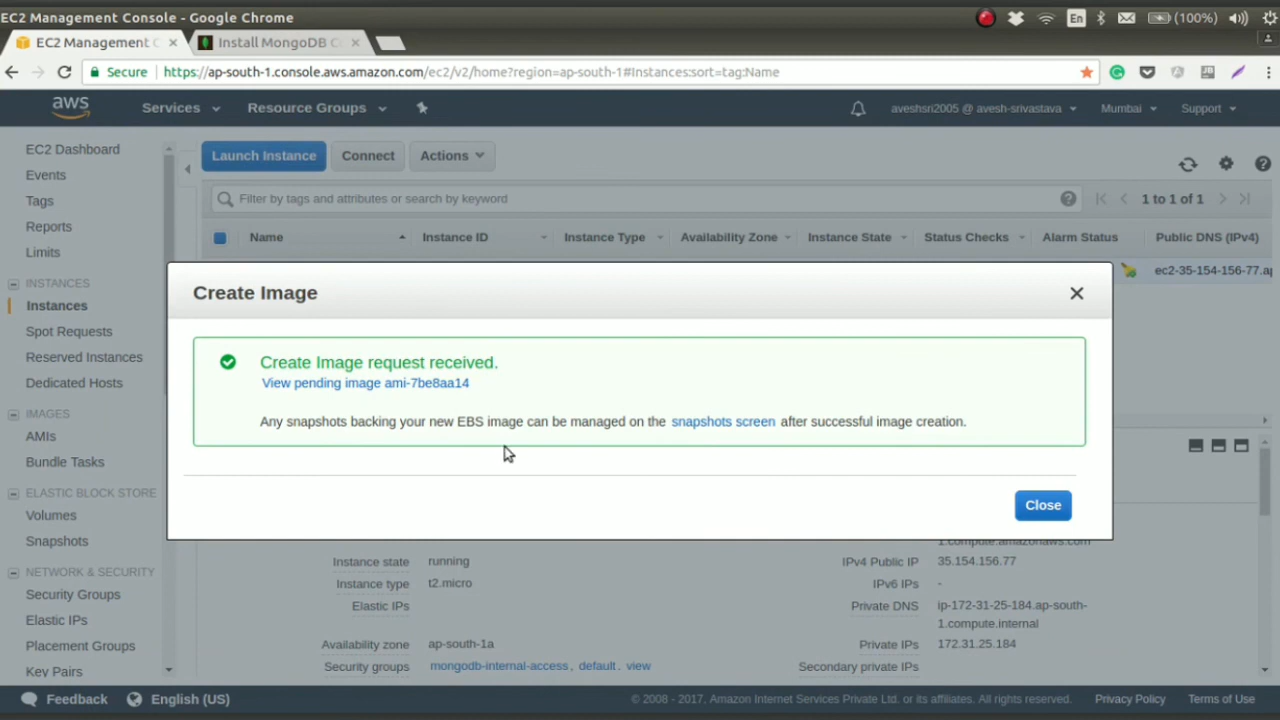 EC2 Management Console - Google Chrome
En
(100%)
EC2 Management C
Install MongoDB C
Secure
https://ap-south-1.console.aws.amazon.com/ec2/v2/home?region=ap-south-1#Instances:sort=tag:Name
aws
Services
Resource Groups
aveshsri2005 @ avesh-srivastava
Mumbai
Support
EC2 Dashboard
Events
Tags
Reports
Limits
INSTANCES
Instances
Spot Requests
Reserved Instances
Dedicated Hosts
IMAGES
AMIs
Bundle Tasks
ELASTIC BLOCK STORE
Volumes
Snapshots
NETWORK & SECURITY
Security Groups
Elastic IPs
Placement Groups
Key Pairs
Launch Instance
Connect
Actions
Filter by tags and attributes or search by keyword
1 to 1 of 1
Name
Instance ID
Instance Type
Availability Zone
Instance State
Status Checks
Alarm Status
Public DNS (IPv4)
ec2-35-154-156-77.a
Create Image
Create Image request received.
View pending image ami-7be8aa14
Any snapshots backing your new EBS image can be managed on the snapshots screen after successful image creation.
Close
1.compute.amazonaws.com
Instance state
running
IPv4 Public IP
35.154.156.77
Instance type
t2.micro
IPv6 IPs
-
Elastic IPs
Private DNS
ip-172-31-25-184.ap-south-
1.compute.internal
Availability zone
ap-south-1a
Private IPs
172.31.25.184
Security groups
mongodb-internal-access, default. view
Secondary private IPs
Feedback
English (US)
© 2008 - 2017, Amazon Internet Services Private Ltd. or its affiliates. All rights reserved.
Privacy Policy
Terms of Use